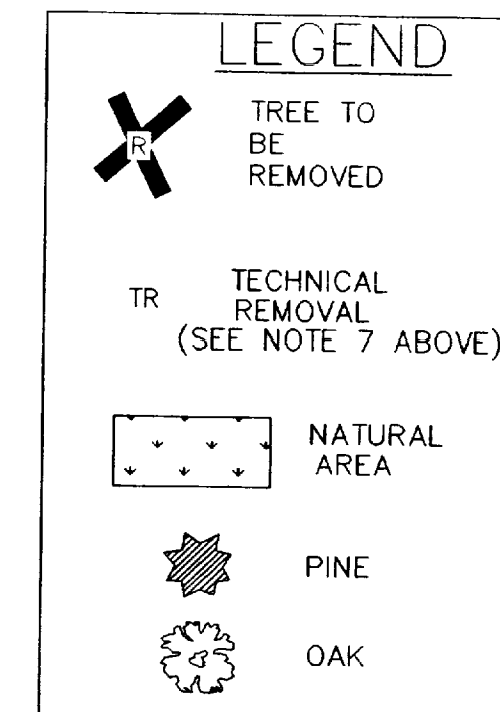 LEGEND
R
TREE TO
BE
REMOVED
TR
TECHNICAL
REMOVAL
(SEE NOTE 7 ABOVE)
NATURAL
AREA
PINE
OAK